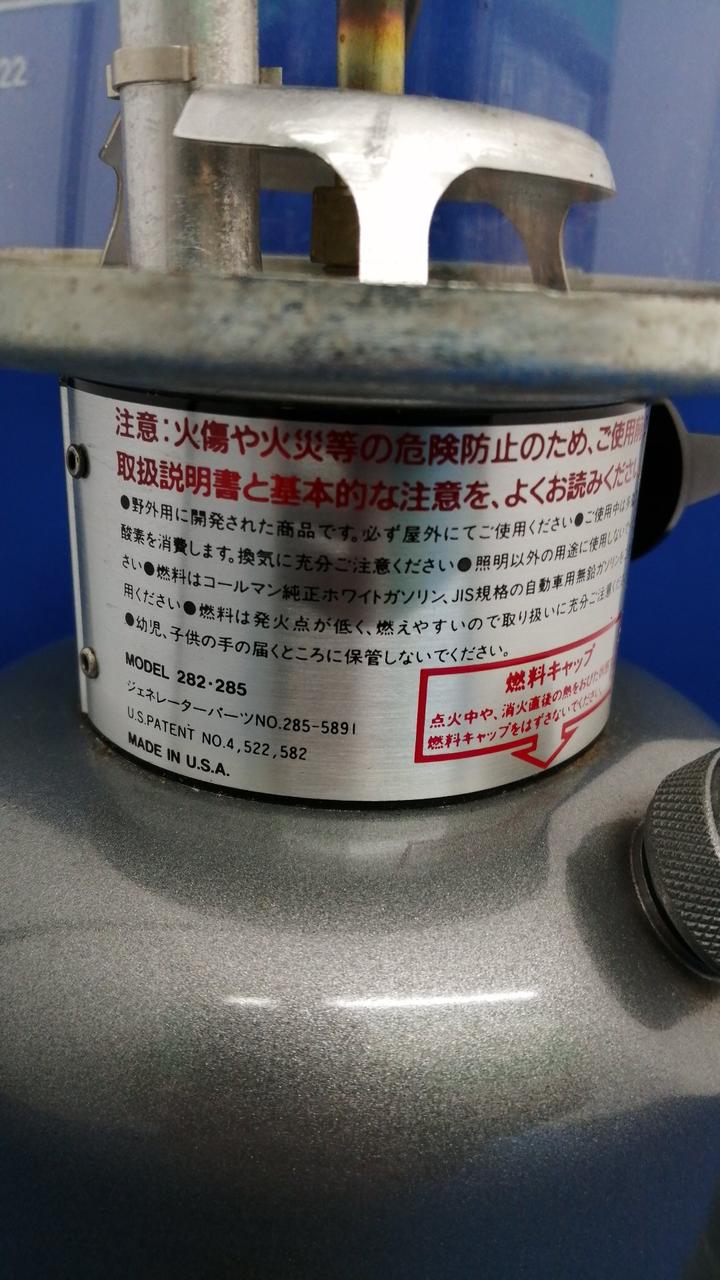 22
注意:火傷や火災等の危険防止のため、ご使用前
取扱説明書と基本的な注意を、よくお読みくださ
●野外用に開発された商品です。必ず屋外にてご使用ください●ご使用中は
酸素を消費します。換気に充分ご注意ください●照明以外の用途に使用しない
さい●燃料はコールマン純正ホワイトガソリン、JIS規格の自動車用無鉛ガソリンを
用ください●燃料は発火点が低く、燃えやすいので取り扱いに充分ご注意く
●幼児、子供の手の届くところに保管しないでください。
MODEL 282·285
ジェネレーターパーツNO.285-5891
U.S.PATENT NO.4,522,582
MADE IN U.S.A.
燃料キャップ
点火中や、消火直後の熱をおびた
燃料キャップをはずさないでください